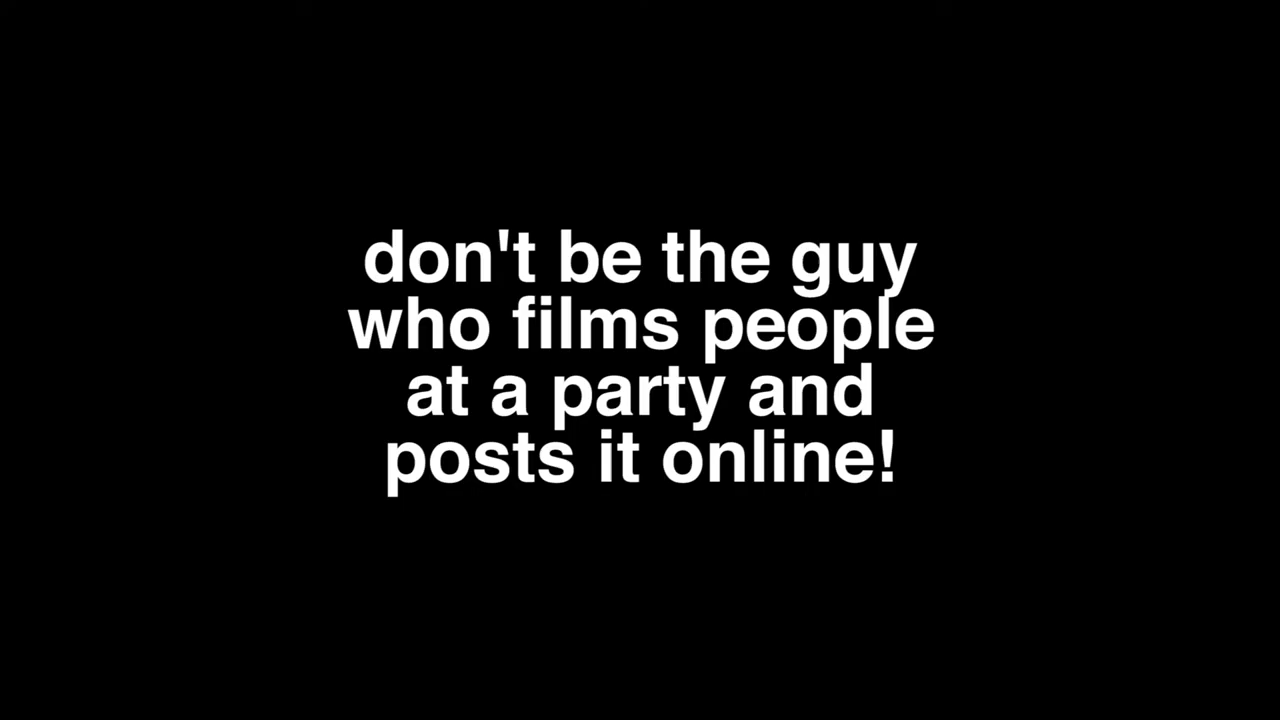 don't be the guy
who films people
at a party and
posts it online!